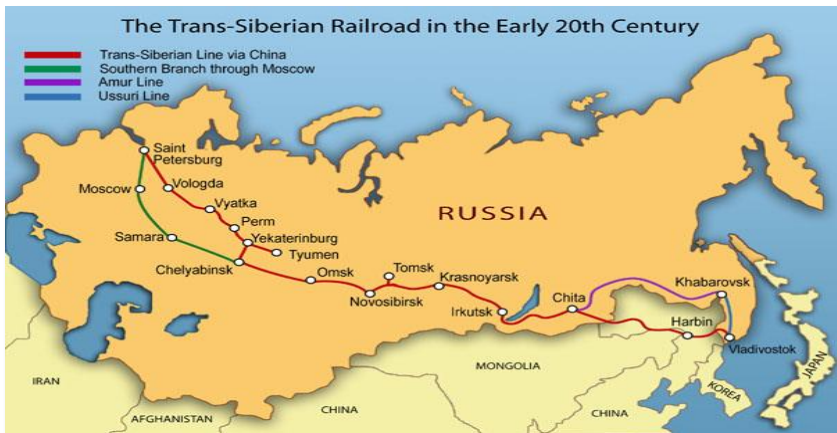 The Trans-Siberian Railroad in the Early 20th Century
Trans-Siberian Line via China
Southern Branch through Moscow
Amur Line
Ussuri Line
Saint
Petersburg
Moscow
Vologda
Vyatka
Perm
Samara
Yekaterinburg
Tyumen
Chelyabinsk
Omsk
Tomsk
Novosibirsk
Krasnoyarsk
RUSSIA
Irkutsk
Chita
Khabarovsk
Harbin
Vladivostok
IRAN
AFGHANISTAN
CHINA
MONGOLIA
CHINA
KOREA
JAPAN